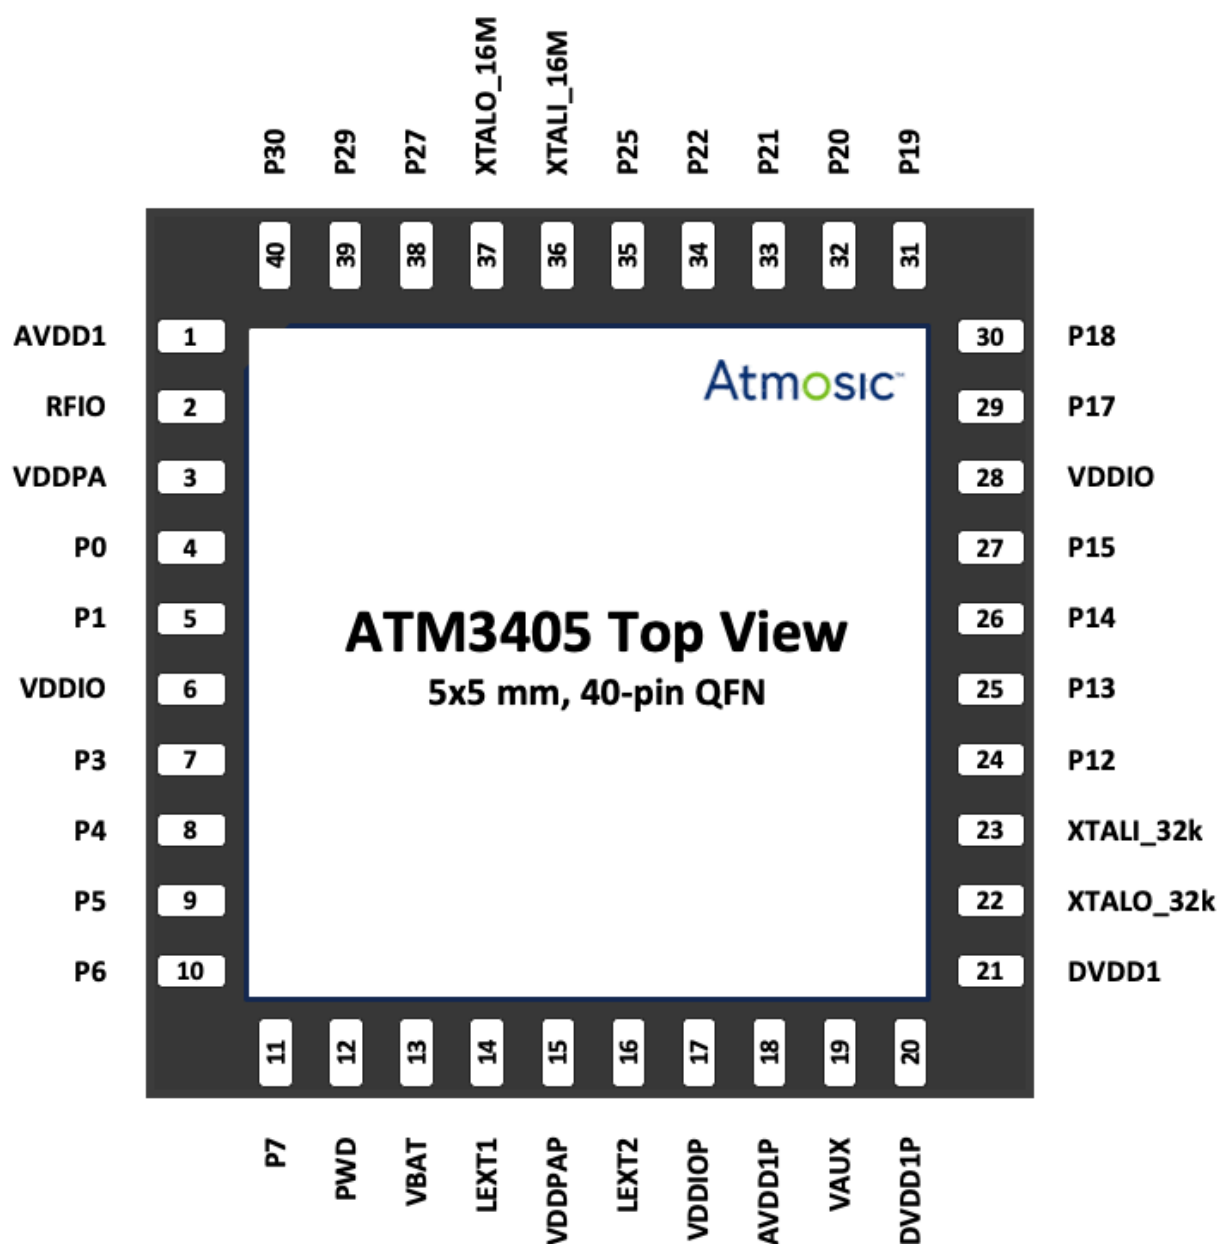 P30 P29 P27 XTALO_16M XTALI_16M P25 P22 P21 P20 P19
40 39 38 37 36 35 34 33 32 31
AVDD1 1 30 P18
Atmosic™
RFIO 2 29 P17
VDDPA 3 28 VDDIO
P0 4 27 P15
P1 5 26 P14
ATM3405 Top View
5x5 mm, 40-pin QFN
VDDIO 6 25 P13
P3 7 24 P12
P4 8 23 XTALI_32k
P5 9 22 XTALO_32k
P6 10 21 DVDD1
11 12 13 14 15 16 17 18 19 20
P7 PWD VBAT LEXT1 VDDPAP LEXT2 VDDIOP AVDD1P VAUX DVDD1P